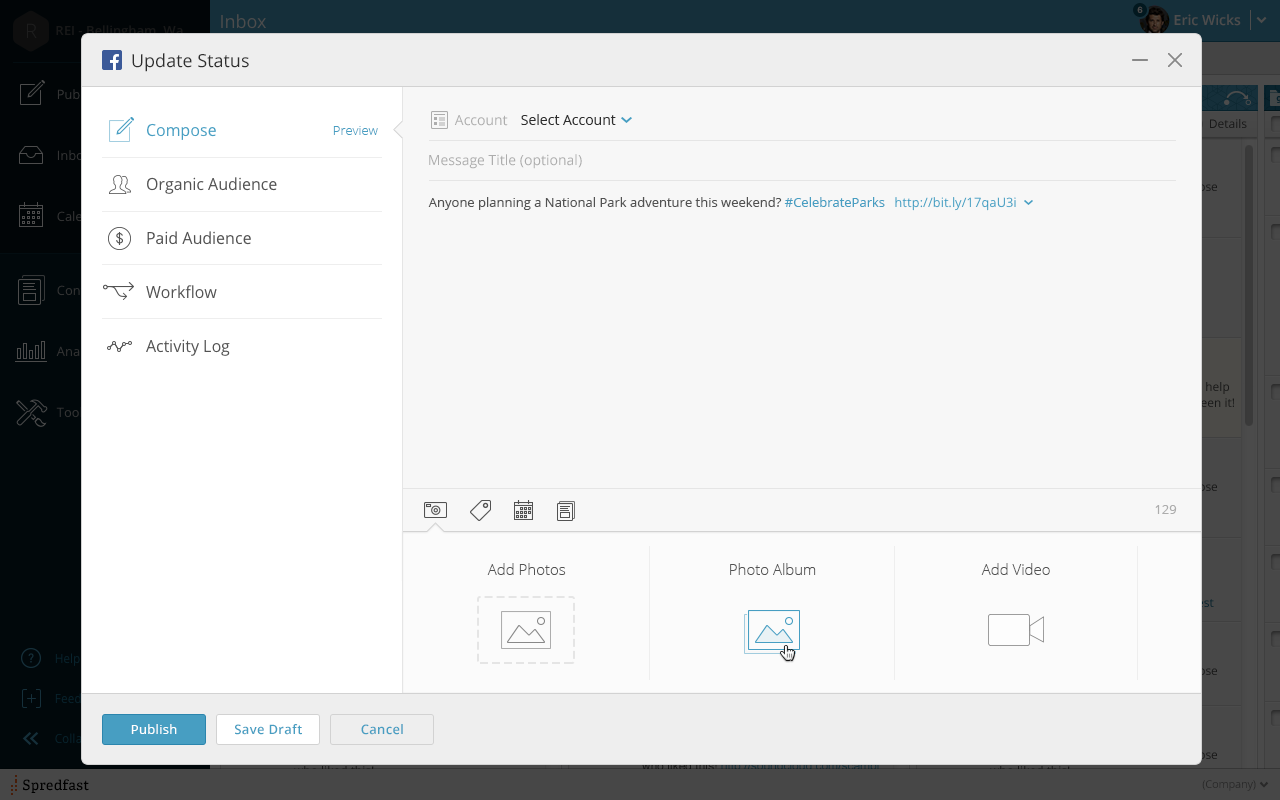 R REI - Bellingham, Wa
Inbox
6
Eric Wicks
Update Status
Compose
Preview
Organic Audience
Paid Audience
Workflow
Activity Log
Account Select Account
Message Title (optional)
Anyone planning a National Park adventure this weekend? #CelebrateParks http://bit.ly/17qaU3i
129
Add Photos
Photo Album
Add Video
Publish
Save Draft
Cancel
Pub
Inbo
Cale
Con
Ana
Too
Help
Feed
Colla
Details
ose
help
een it!
ose
est
ose
ose
Spredfast
(Company)